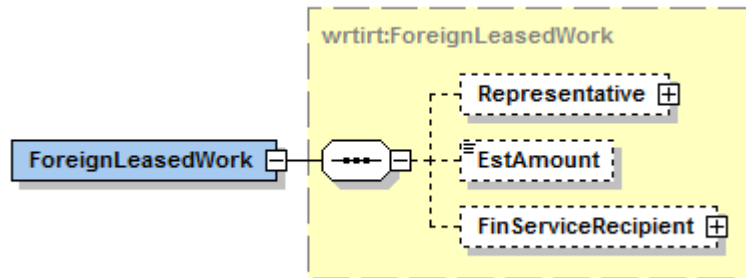 wrtirt:ForeignLeasedWork
Representative
ForeignLeasedWork
EstAmount
FinServiceRecipient